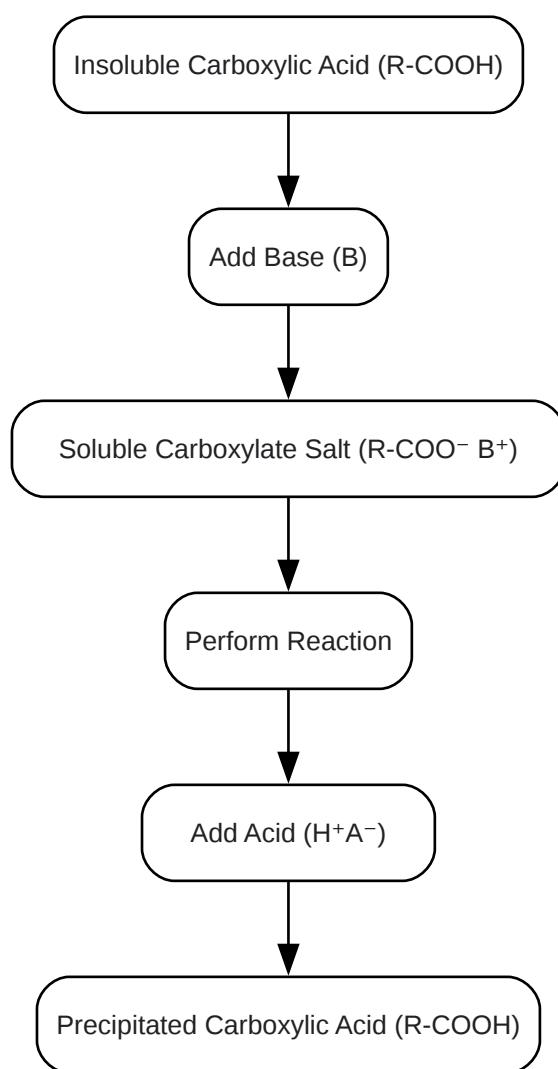 Insoluble Carboxylic Acid (R-COOH)
Add Base (B)
Soluble Carboxylate Salt (R-COO⁻ B⁺)
Perform Reaction
Add Acid (H⁺A⁻)
Precipitated Carboxylic Acid (R-COOH)